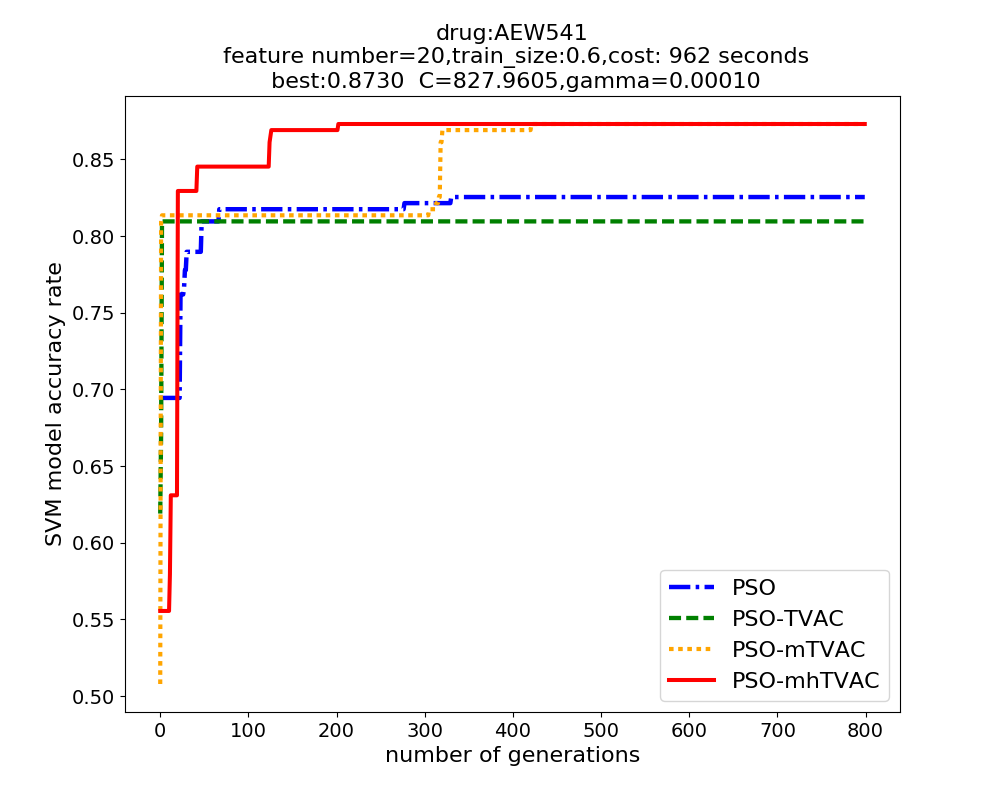 drug:AEW541
feature number=20,train_size:0.6,cost: 962 seconds
best:0.8730  C=827.9605,gamma=0.00010
SVM model accuracy rate
0.85
0.80
0.75
0.70
0.65
0.60
0.55
0.50
PSO
PSO-TVAC
PSO-mTVAC
PSO-mhTVAC
0 100 200 300 400 500 600 700 800
number of generations